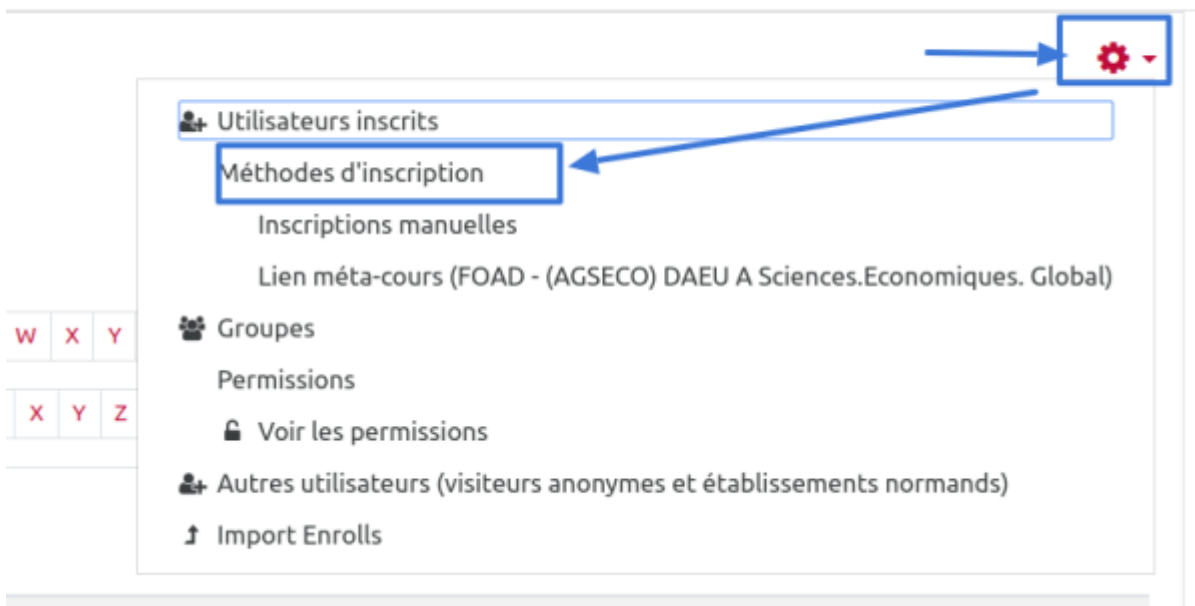 Utilisateurs inscrits
Méthodes d'inscription
Inscriptions manuelles
Lien méta-cours (FOAD - (AGSECO) DAEU A Sciences.Economiques. Global)
W X Y
Groupes
Permissions
X Y Z
Voir les permissions
Autres utilisateurs (visiteurs anonymes et établissements normands)
Import Enrolls